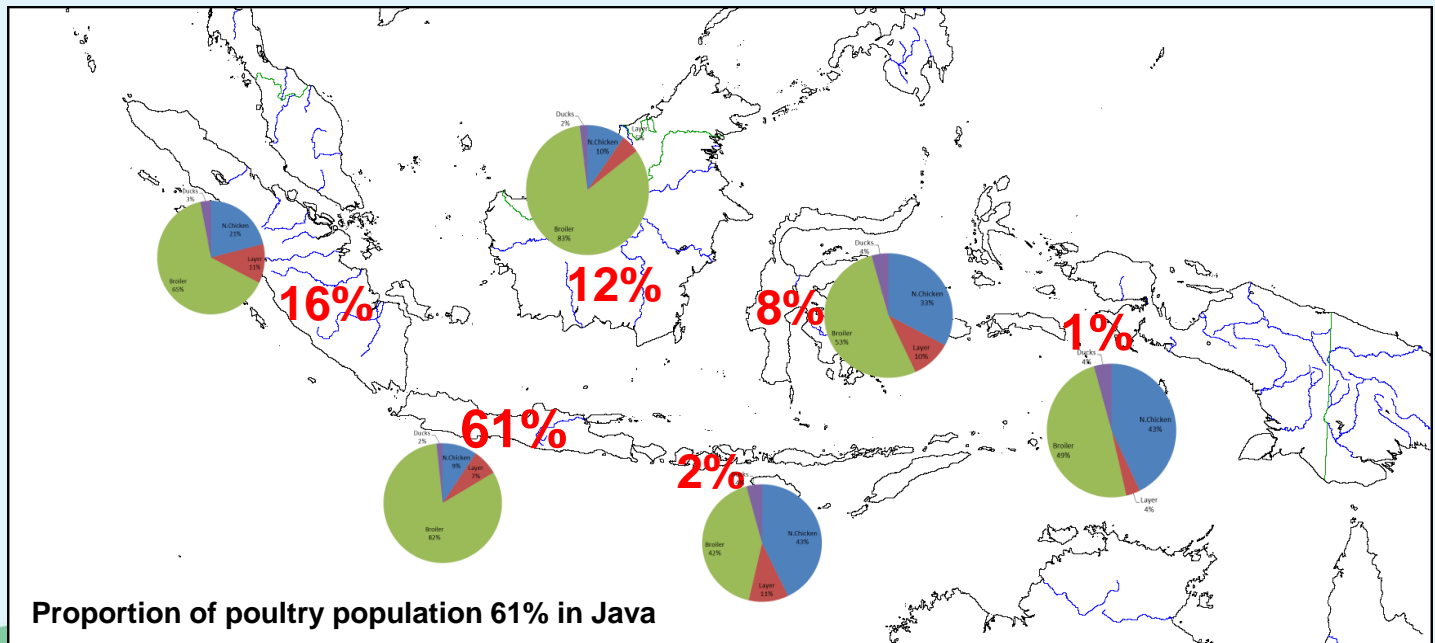 Ducks
2%
N.Chicken
10%
Layer
Broiler
83%
12%
Ducks
3%
N.Chicken
21%
Layer
11%
Broiler
65%
16%
Ducks
4%
N.Chicken
33%
Layer
10%
Broiler
53%
8%
1%
Ducks
4%
N.Chicken
43%
Layer
4%
Broiler
49%
61%
Ducks
2%
N.Chicken
9%
Layer
7%
Broiler
82%
2%
N.Chicken
43%
Layer
11%
Broiler
42%
Proportion of poultry population 61% in Java